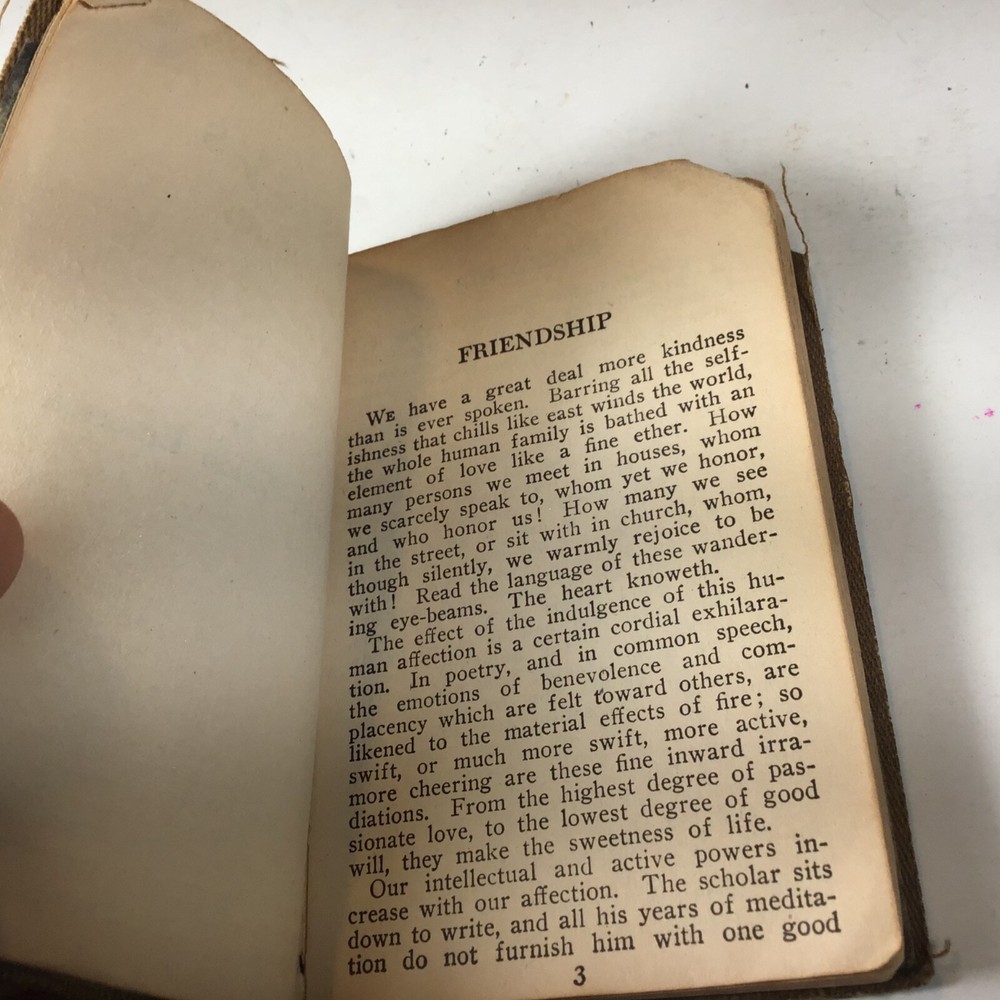 FRIENDSHIP
WE have a great deal more kindness
than is ever spoken. Barring all the self-
ishness that chills like east winds the world,
the whole human family is bathed with an
element of love like a fine ether. How
many persons we meet in houses, whom
we scarcely speak to, whom yet we honor,
and who honor us! How many we see
in the street, or sit with in church, whom,
though silently, we warmly rejoice to be
with! Read the language of these wander-
ing eye-beams. The heart knoweth.
The effect of the indulgence of this hu-
man affection is a certain cordial exhilara-
tion. In poetry, and in common speech,
the emotions of benevolence and com-
placency which are felt toward others, are
likened to the material effects of fire; so
swift, or much more swift, more active,
more cheering are these fine inward irra-
diations. From the highest degree of pas-
sionate love, to the lowest degree of good
will, they make the sweetness of life.
Our intellectual and active powers in-
crease with our affection. The scholar sits
down to write, and all his years of medita-
tion do not furnish him with one good
3